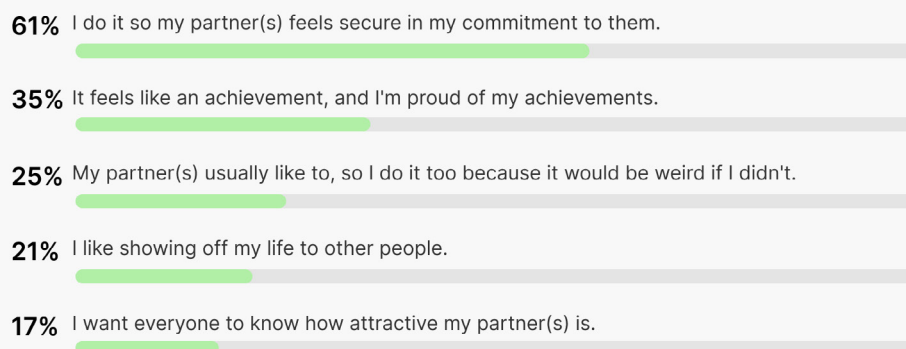 61% I do it so my partner(s) feels secure in my commitment to them.
35% It feels like an achievement, and I'm proud of my achievements.
25% My partner(s) usually like to, so I do it too because it would be weird if I didn't.
21% I like showing off my life to other people.
17% I want everyone to know how attractive my partner(s) is.